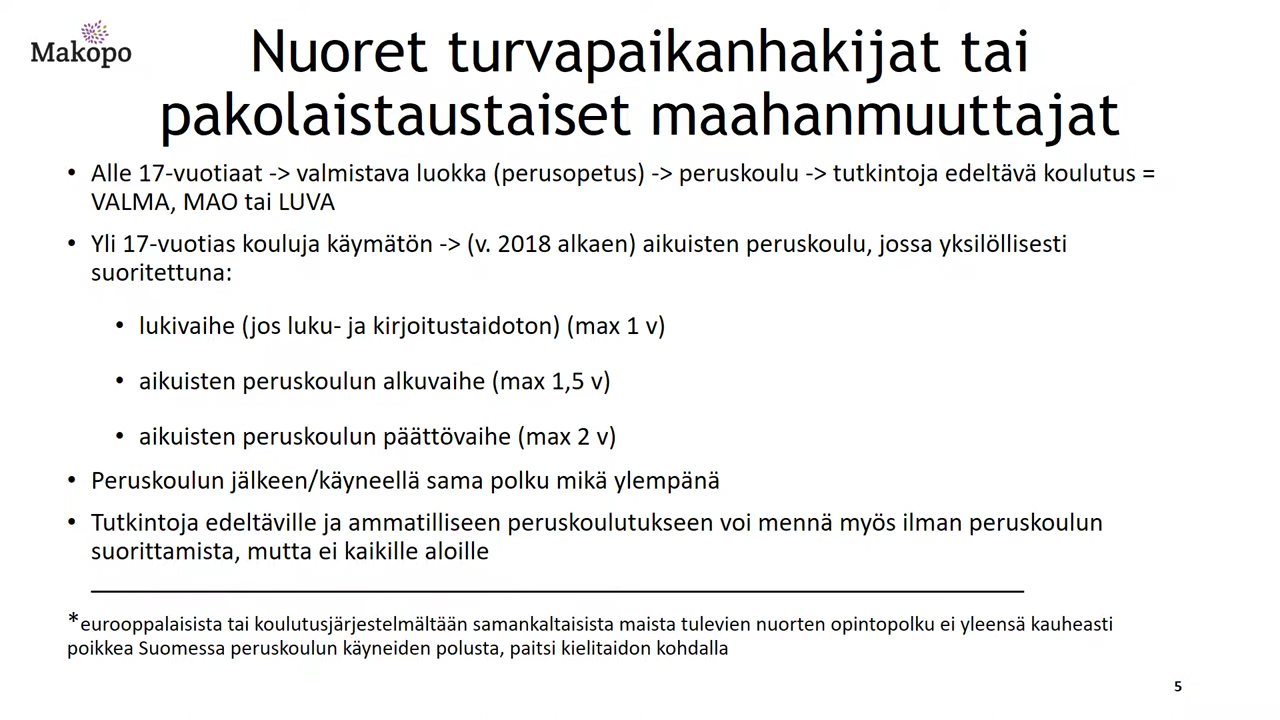 Makopo
Nuoret turvapaikanhakijat tai
pakolaistaustaiset maahanmuuttajat
• Alle 17-vuotiaat -> valmistava luokka (perusopetus) -> peruskoulu -> tutkintoja edeltävä koulutus =
VALMA, MAO tai LUVA
• Yli 17-vuotias kouluja käymätön -> (v. 2018 alkaen) aikuisten peruskoulu, jossa yksilöllisesti
suoritettuna:
• lukivaihe (jos luku- ja kirjoitustaidoton) (max 1 v)
• aikuisten peruskoulun alkuvaihe (max 1,5 v)
• aikuisten peruskoulun päättövaihe (max 2 v)
• Peruskoulun jälkeen/käyneellä sama polku mikä ylempänä
• Tutkintoja edeltäville ja ammatilliseen peruskoulutukseen voi mennä myös ilman peruskoulun
suorittamista, mutta ei kaikille aloille
*eurooppalaisista tai koulutusjärjestelmältään samankaltaisista maista tulevien nuorten opintopolku ei yleensä kauheasti
poikkea Suomessa peruskoulun käyneiden polusta, paitsi kielitaidon kohdalla
5